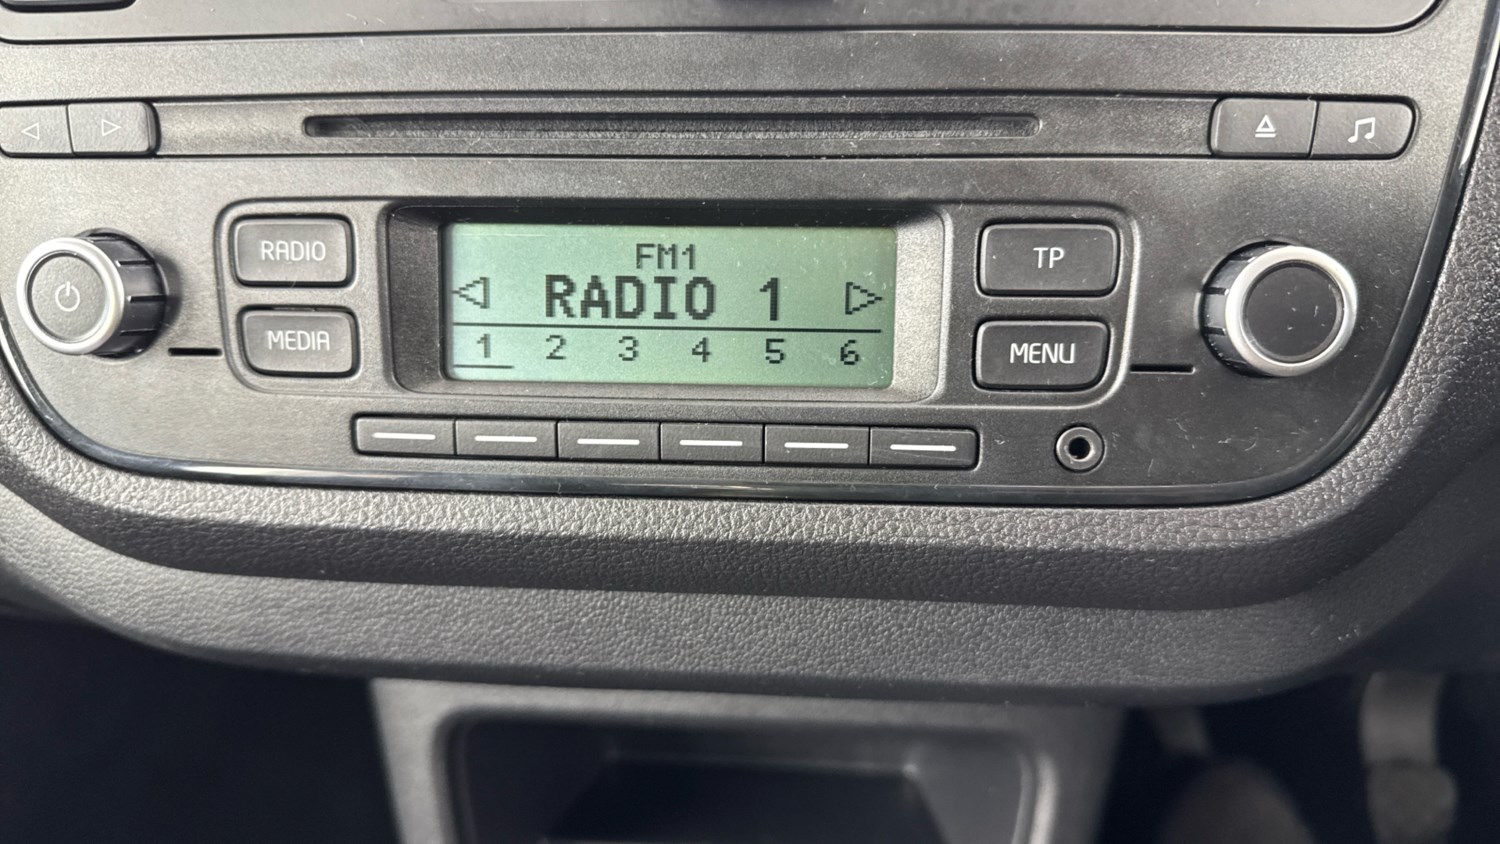 RADIO
MEDIA
FM1
RADIO 1
1 2 3 4 5 6
TP
MENU